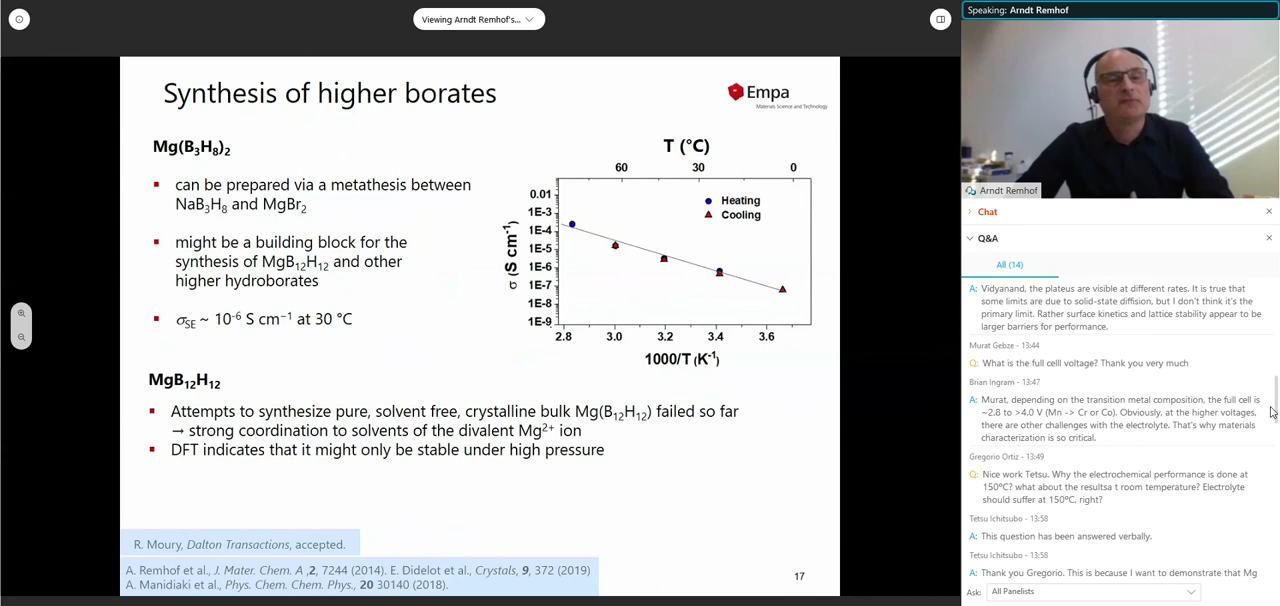 Viewing Arndt Remhof's...
Speaking: Arndt Remhof
Synthesis of higher borates
Empa
Materials Science and Technology
Mg(B₃H₈)₂
can be prepared via a metathesis between
NaB₃H₈ and MgBr₂
might be a building block for the
synthesis of MgB₁₂H₁₂ and other
higher hydroborates
σSE ~ 10⁻⁶ S cm⁻¹ at 30 °C
T (°C)
60 30 0
0.01
1E-3
1E-4
1E-5
1E-6
1E-7
1E-8
1E-9
σ (S cm⁻¹)
Heating
Cooling
2.8 3.0 3.2 3.4 3.6
1000/T (K⁻¹)
MgB₁₂H₁₂
Attempts to synthesize pure, solvent free, crystalline bulk Mg(B₁₂H₁₂) failed so far
→ strong coordination to solvents of the divalent Mg²⁺ ion
DFT indicates that it might only be stable under high pressure
R. Moury, Dalton Transactions, accepted.
A. Remhof et al., J. Mater. Chem. A ,2, 7244 (2014). E. Didelot et al., Crystals, 9, 372 (2019)
A. Manidiaki et al., Phys. Chem. Chem. Phys., 20 30140 (2018).
17
Arndt Remhof
Chat
Q&A
All (14)
A: Vidyanand, the plateus are visible at different rates. It is true that
some limits are due to solid-state diffision, but I don't think it's the
primary limit. Rather surface kinetics and lattice stability appear to be
larger barriers for performance.
Murat Gebze - 13:44
Q: What is the full celll voltage? Thank you very much
Brian Ingram - 13:47
A: Murat, depending on the transition metal composition, the full cell is
~2.8 to >4.0 V (Mn -> Cr or Co). Obviously, at the higher voltages,
there are other challenges with the electrolyte. That's why materials
characterization is so critical.
Gregorio Ortiz - 13:49
Q: Nice work Tetsu. Why the electrochemical performance is done at
150ºC? what about the resultsa t room temperature? Electrolyte
should suffer at 150ºC, right?
Tetsu Ichitsubo - 13:58
A: This question has been answered verbally.
Tetsu Ichitsubo - 13:58
A: Thank you Gregorio. This is because I want to demonstrate that Mg
Ask: All Panelists